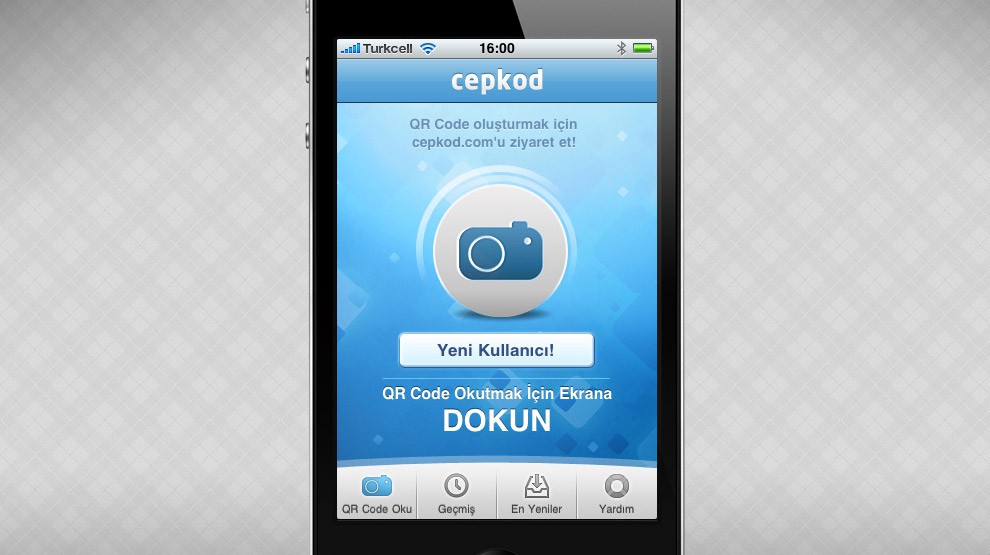 Turkcell 16:00
cepkod
QR Code oluşturmak için
cepkod.com'u ziyaret et!
Yeni Kullanıcı!
QR Code Okutmak İçin Ekrana
DOKUN
QR Code Oku Geçmiş En Yeniler Yardım